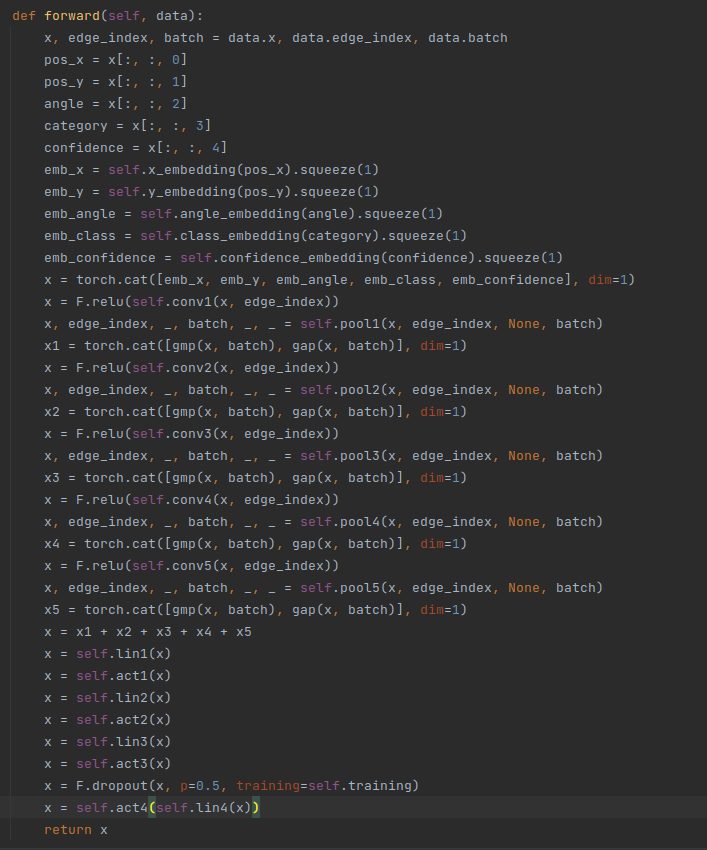 def forward(self, data):
    x, edge_index, batch = data.x, data.edge_index, data.batch
    pos_x = x[:, :, 0]
    pos_y = x[:, :, 1]
    angle = x[:, :, 2]
    category = x[:, :, 3]
    confidence = x[:, :, 4]
    emb_x = self.x_embedding(pos_x).squeeze(1)
    emb_y = self.y_embedding(pos_y).squeeze(1)
    emb_angle = self.angle_embedding(angle).squeeze(1)
    emb_class = self.class_embedding(category).squeeze(1)
    emb_confidence = self.confidence_embedding(confidence).squeeze(1)
    x = torch.cat([emb_x, emb_y, emb_angle, emb_class, emb_confidence], dim=1)
    x = F.relu(self.conv1(x, edge_index))
    x, edge_index, _, batch, _, _ = self.pool1(x, edge_index, None, batch)
    x1 = torch.cat([gmp(x, batch), gap(x, batch)], dim=1)
    x = F.relu(self.conv2(x, edge_index))
    x, edge_index, _, batch, _, _ = self.pool2(x, edge_index, None, batch)
    x2 = torch.cat([gmp(x, batch), gap(x, batch)], dim=1)
    x = F.relu(self.conv3(x, edge_index))
    x, edge_index, _, batch, _, _ = self.pool3(x, edge_index, None, batch)
    x3 = torch.cat([gmp(x, batch), gap(x, batch)], dim=1)
    x = F.relu(self.conv4(x, edge_index))
    x, edge_index, _, batch, _, _ = self.pool4(x, edge_index, None, batch)
    x4 = torch.cat([gmp(x, batch), gap(x, batch)], dim=1)
    x = F.relu(self.conv5(x, edge_index))
    x, edge_index, _, batch, _, _ = self.pool5(x, edge_index, None, batch)
    x5 = torch.cat([gmp(x, batch), gap(x, batch)], dim=1)
    x = x1 + x2 + x3 + x4 + x5
    x = self.lin1(x)
    x = self.act1(x)
    x = self.lin2(x)
    x = self.act2(x)
    x = self.lin3(x)
    x = self.act3(x)
    x = F.dropout(x, p=0.5, training=self.training)
    x = self.act4(self.lin4(x))
    return x